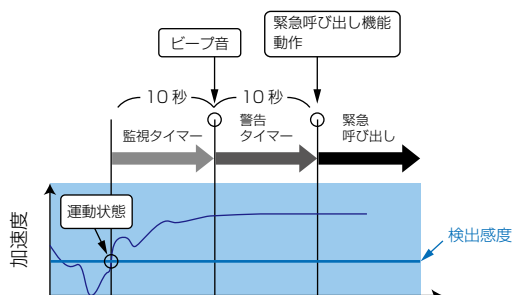 緊急呼び出し機能
動作
ビープ音
10秒
10秒
監視タイマー
警告
タイマー
緊急
呼び出し
運動状態
加速度
検出感度